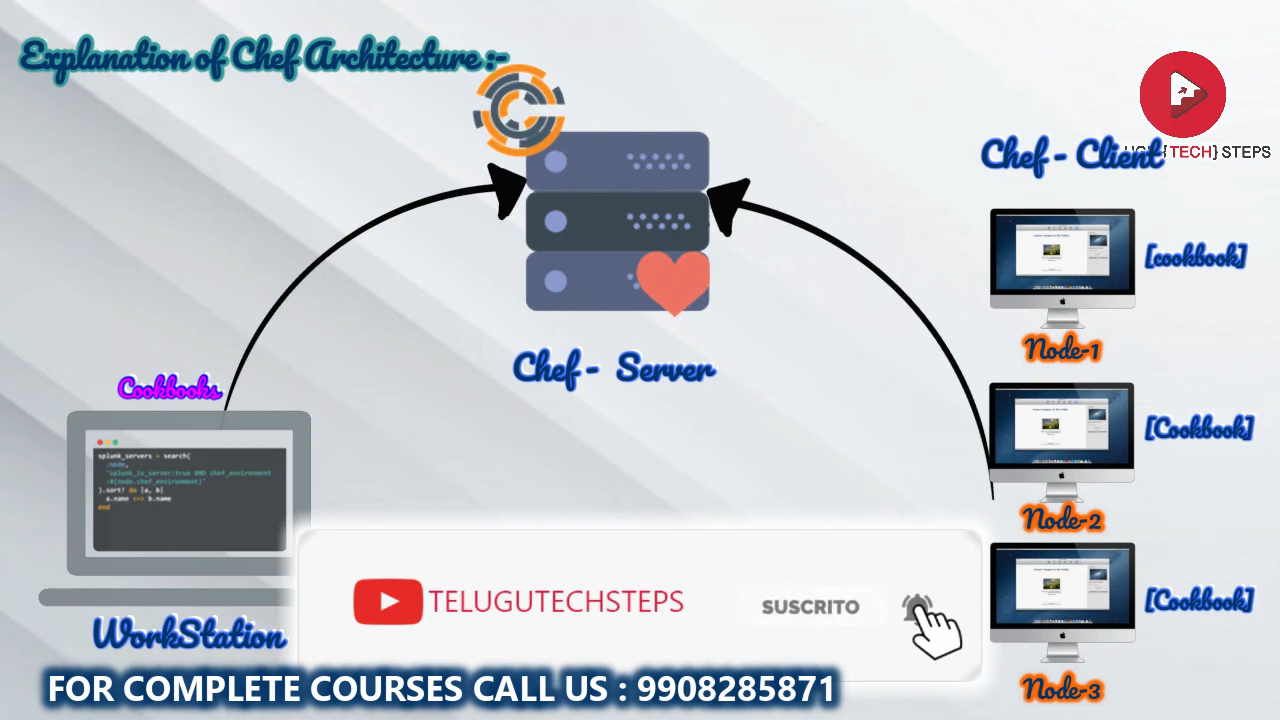 Explanation of Chef Architecture :-
{TECH} STEPS
Chef - Client
[cookbook]
Node-1
Chef - Server
Cookbooks
splunk_servers = search(
:node,
"splunk_is_server:true AND chef_environment
:#{node.chef_environment}"
).sort! do |a, b|
a.name <=> b.name
end
[Cookbook]
Node-2
TELUGUTECHSTEPS
SUSCRITO
[Cookbook]
WorkStation
Node-3
FOR COMPLETE COURSES CALL US : 9908285871